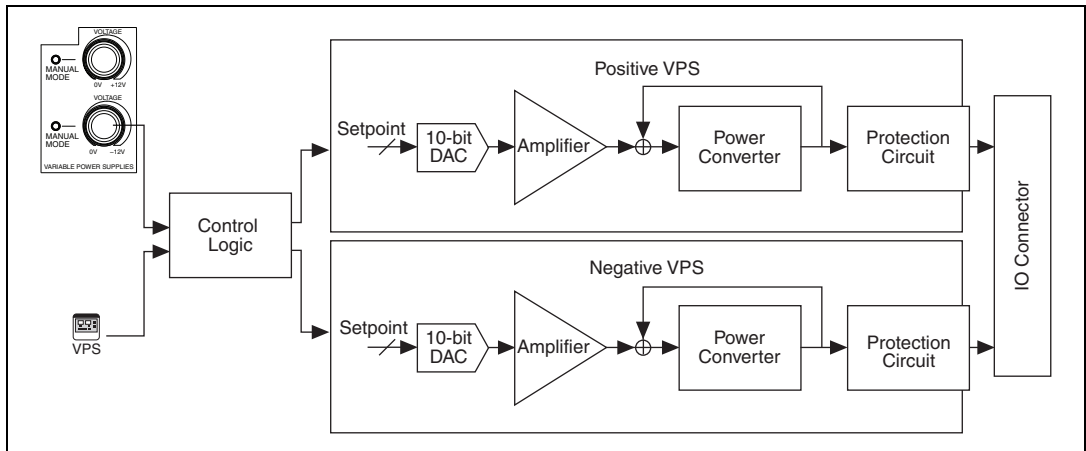 VOLTAGE
MANUAL
MODE
0V +12V
VOLTAGE
MANUAL
MODE
0V –12V
VARIABLE POWER SUPPLIES
VPS
Control
Logic
Positive VPS
Setpoint
10-bit
DAC
Amplifier
Power
Converter
Protection
Circuit
Negative VPS
Setpoint
10-bit
DAC
Amplifier
Power
Converter
Protection
Circuit
IO Connector